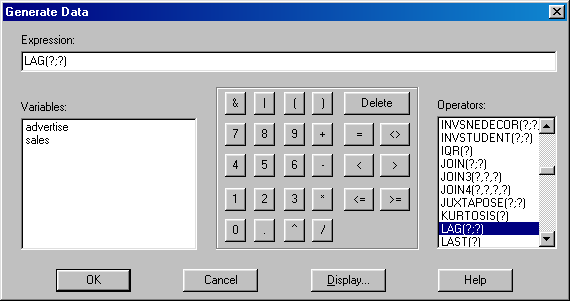 Generate Data
Expression:
LAG(?;?)
Variables:
advertise
sales
& | ( ) Delete
7 8 9 + = <>
4 5 6 - < >
1 2 3 * <= >=
0 . ^ /
Operators:
INVSNEDECOR(?;?,
INVSTUDENT(?;?)
IQR(?)
JOIN(?;?)
JOIN3(?,?,?)
JOIN4(?,?,?,?)
JUXTAPOSE(?;?)
KURTOSIS(?)
LAG(?;?)
LAST(?)
OK Cancel Display... Help